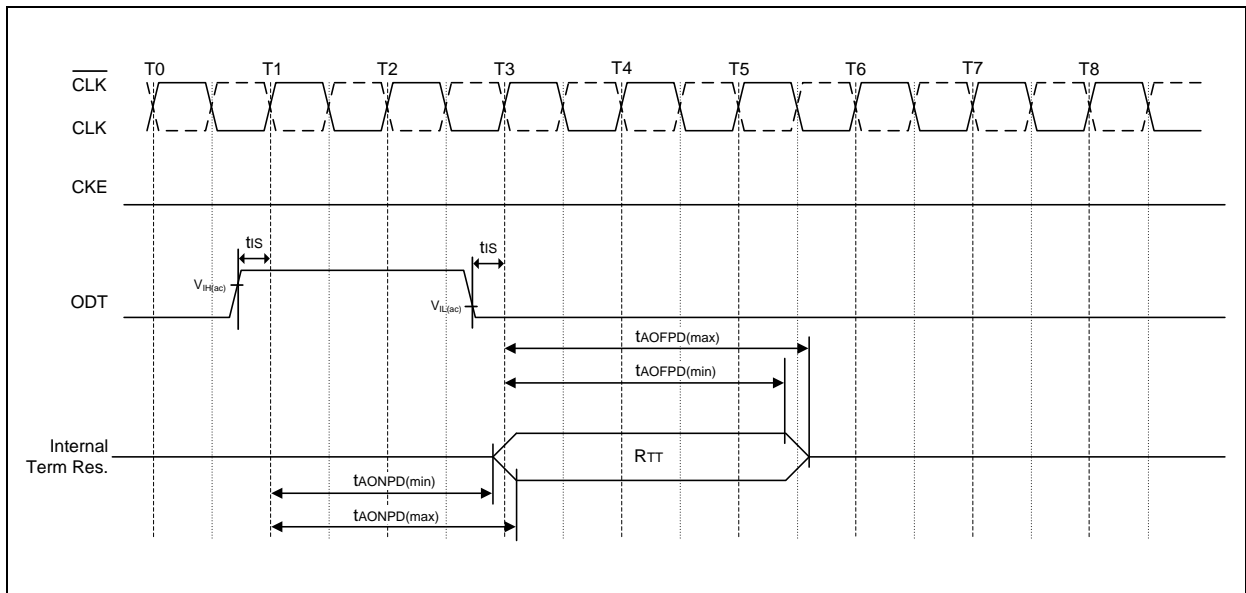 T0 T1 T2 T3 T4 T5 T6 T7 T8
CLK
CLK
CKE
tIS tIS
VIH(ac)
ODT
VIL(ac)
tAOFPD(max)
tAOFPD(min)
Internal
Term Res.
RTT
tAONPD(min)
tAONPD(max)